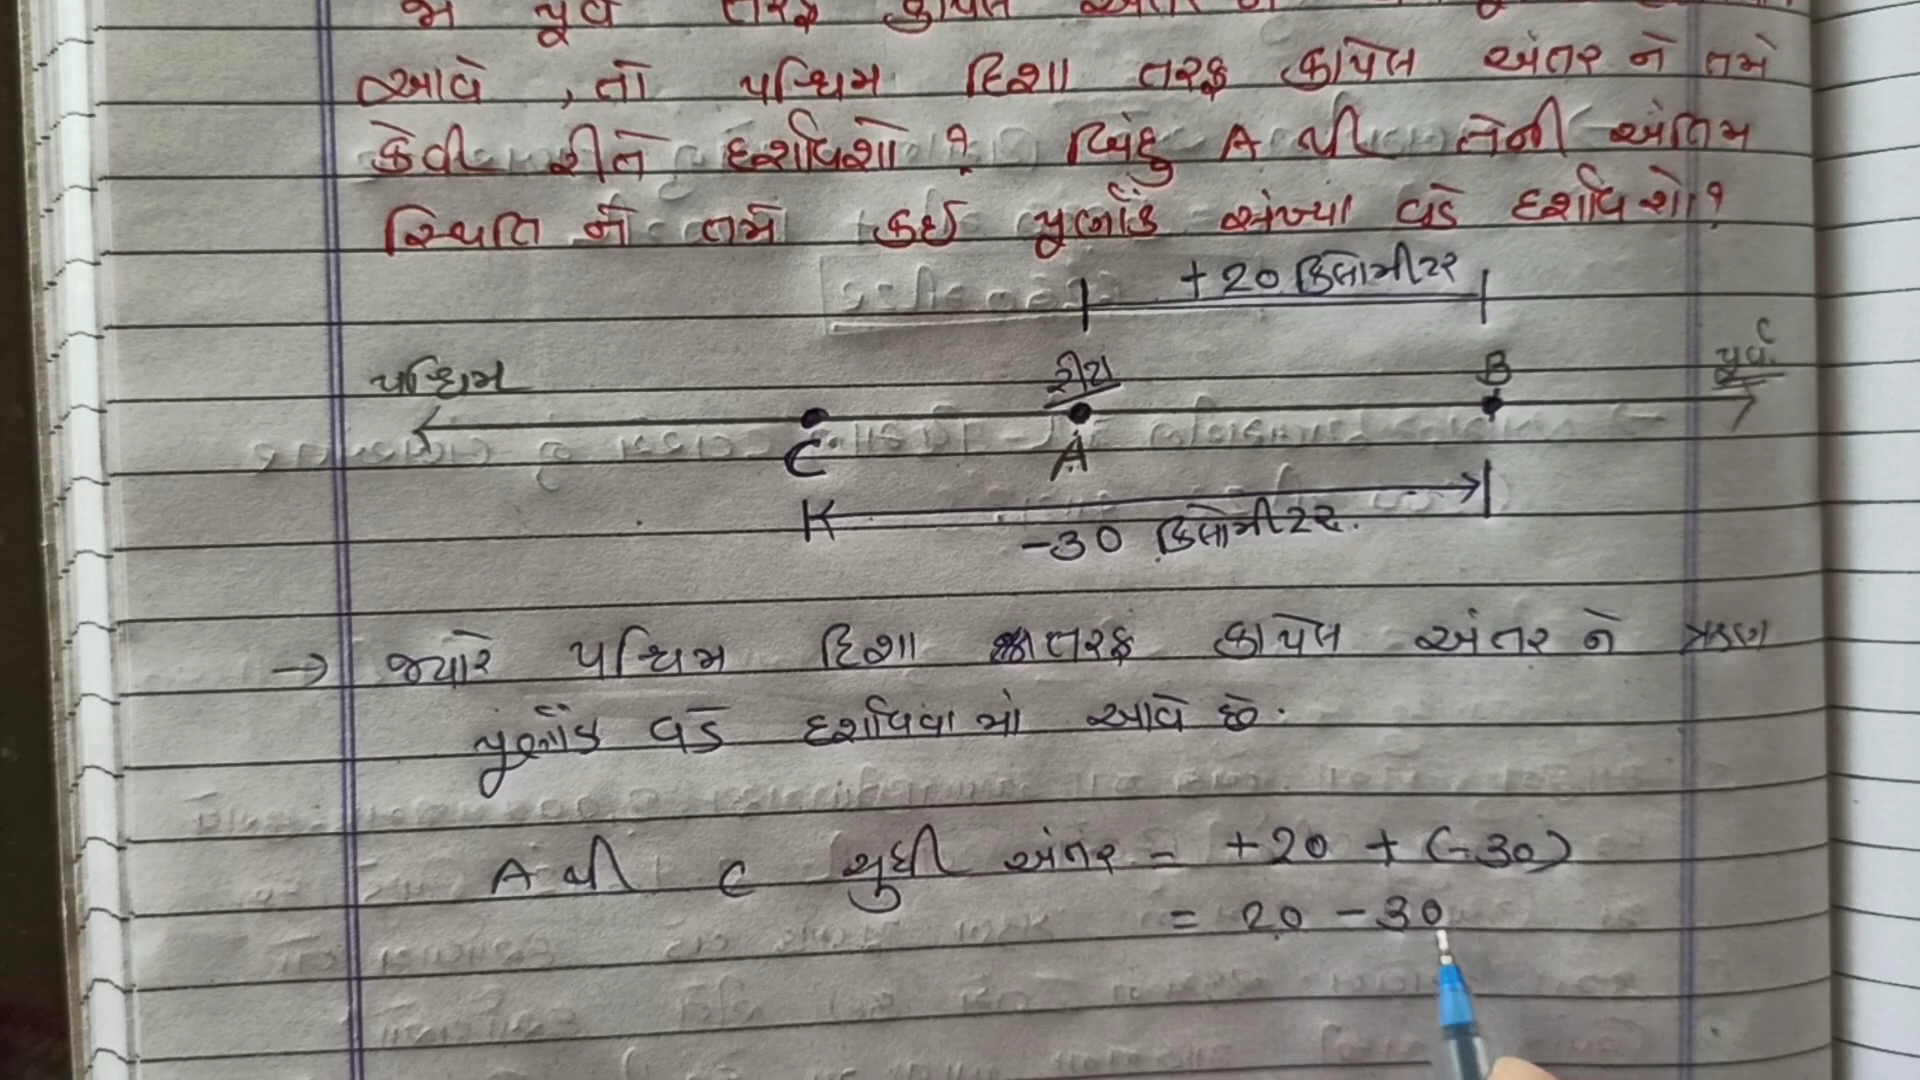 પૂર્વ તરફ કાપેલ
આવે , તો પશ્ચિમ દિશા તરફ કાપેલ અંતર ને તમે
કેવી રીતે દર્શાવશો ? બિંદુ A થી તેની અંતિમ
સ્થિતિ ને તમે કઈ પૂર્ણાંક સંખ્યા વડે દર્શાવશો ?
+20 કિલોમીટર
પશ્ચિમ રીટા B પૂર્વ
C A
-30 કિલોમીટર.
→ જ્યારે પશ્ચિમ દિશા તરફ કાપેલ અંતર ને ઋણ
પૂર્ણાંક વડે દર્શાવવામાં આવે છે.
A થી C સુધી અંતર = +20 + (-30)
= 20 - 30